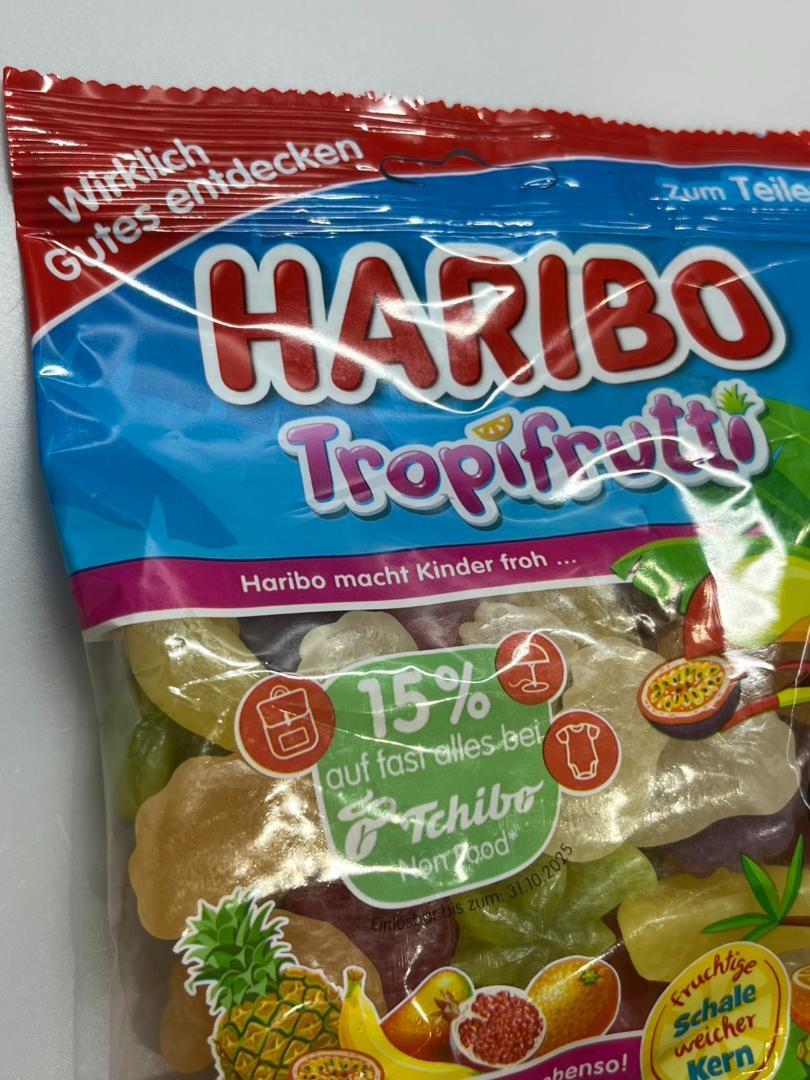 Wirklich
Gutes entdecken
zum Teile
HARIBO
Tropifrutti
Haribo macht Kinder froh ...
15%
auf fast alles bei
Tchibo
Non Food*
Einlösbar bis zum: 31.10.2025
fruchtige
Schale
weicher
Kern
ebenso!